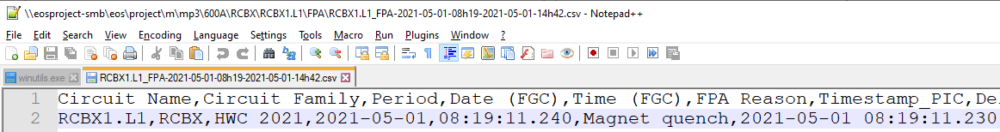 \\eosproject-smb\eos\project\m\mp3\600A\RCBX\RCBX1.L1\FPA\RCBX1.L1_FPA-2021-05-01-08h19-2021-05-01-14h42.csv - Notepad++
File Edit Search View Encoding Language Settings Tools Macro Run Plugins Window ?
winutils.exe RCBX1.L1_FPA-2021-05-01-08h19-2021-05-01-14h42.csv
1 Circuit Name,Circuit Family,Period,Date (FGC),Time (FGC),FPA Reason,Timestamp_PIC,De
2 RCBX1.L1,RCBX,HWC 2021,2021-05-01,08:19:11.240,Magnet quench,2021-05-01 08:19:11.230